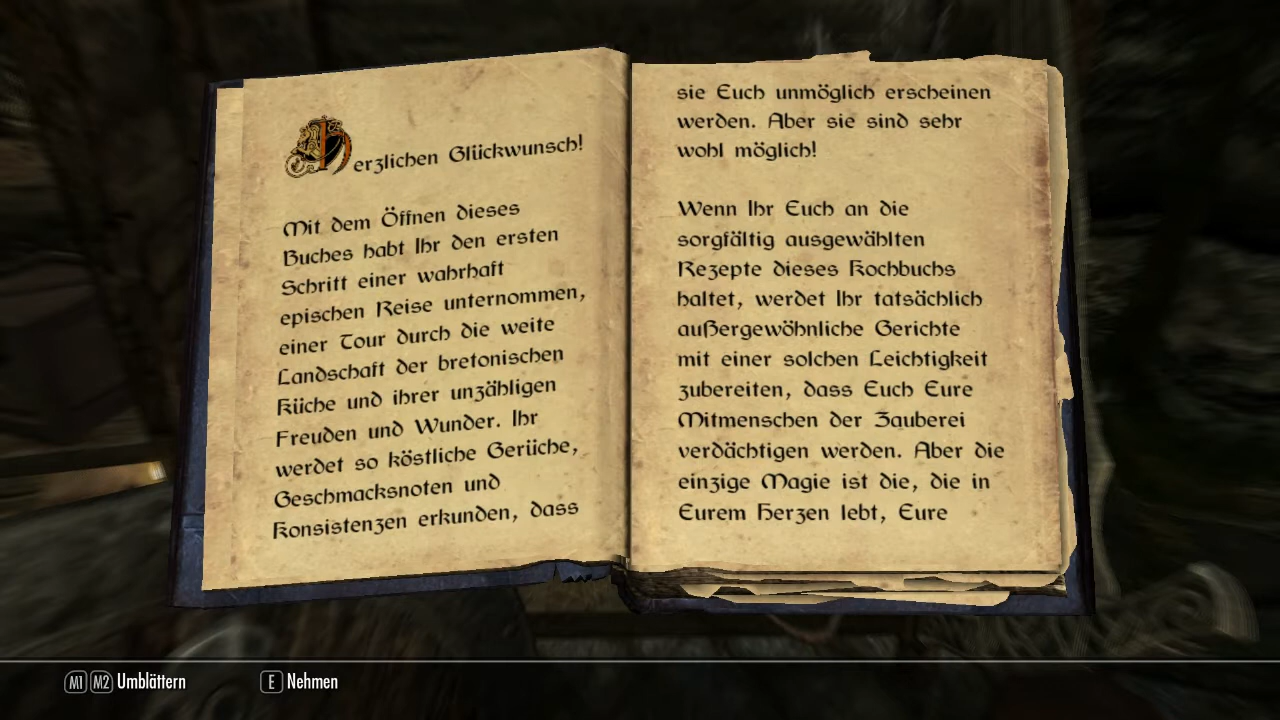 Herzlichen Glückwunsch!
Mit dem Öffnen dieses
Buches habt Ihr den ersten
Schritt einer wahrhaft
epischen Reise unternommen,
einer Tour durch die weite
Landschaft der bretonischen
Küche und ihrer unzähligen
Freuden und Wunder. Ihr
werdet so köstliche Gerüche,
Geschmacksnoten und
Konsistenzen erkunden, dass
sie Euch unmöglich erscheinen
werden. Aber sie sind sehr
wohl möglich!
Wenn Ihr Euch an die
sorgfältig ausgewählten
Rezepte dieses Kochbuchs
haltet, werdet Ihr tatsächlich
außergewöhnliche Gerichte
mit einer solchen Leichtigkeit
zubereiten, dass Euch Eure
Mitmenschen der Zauberei
verdächtigen werden. Aber die
einzige Magie ist die, die in
Eurem Herzen lebt, Eure
M1 M2 Umblättern E Nehmen